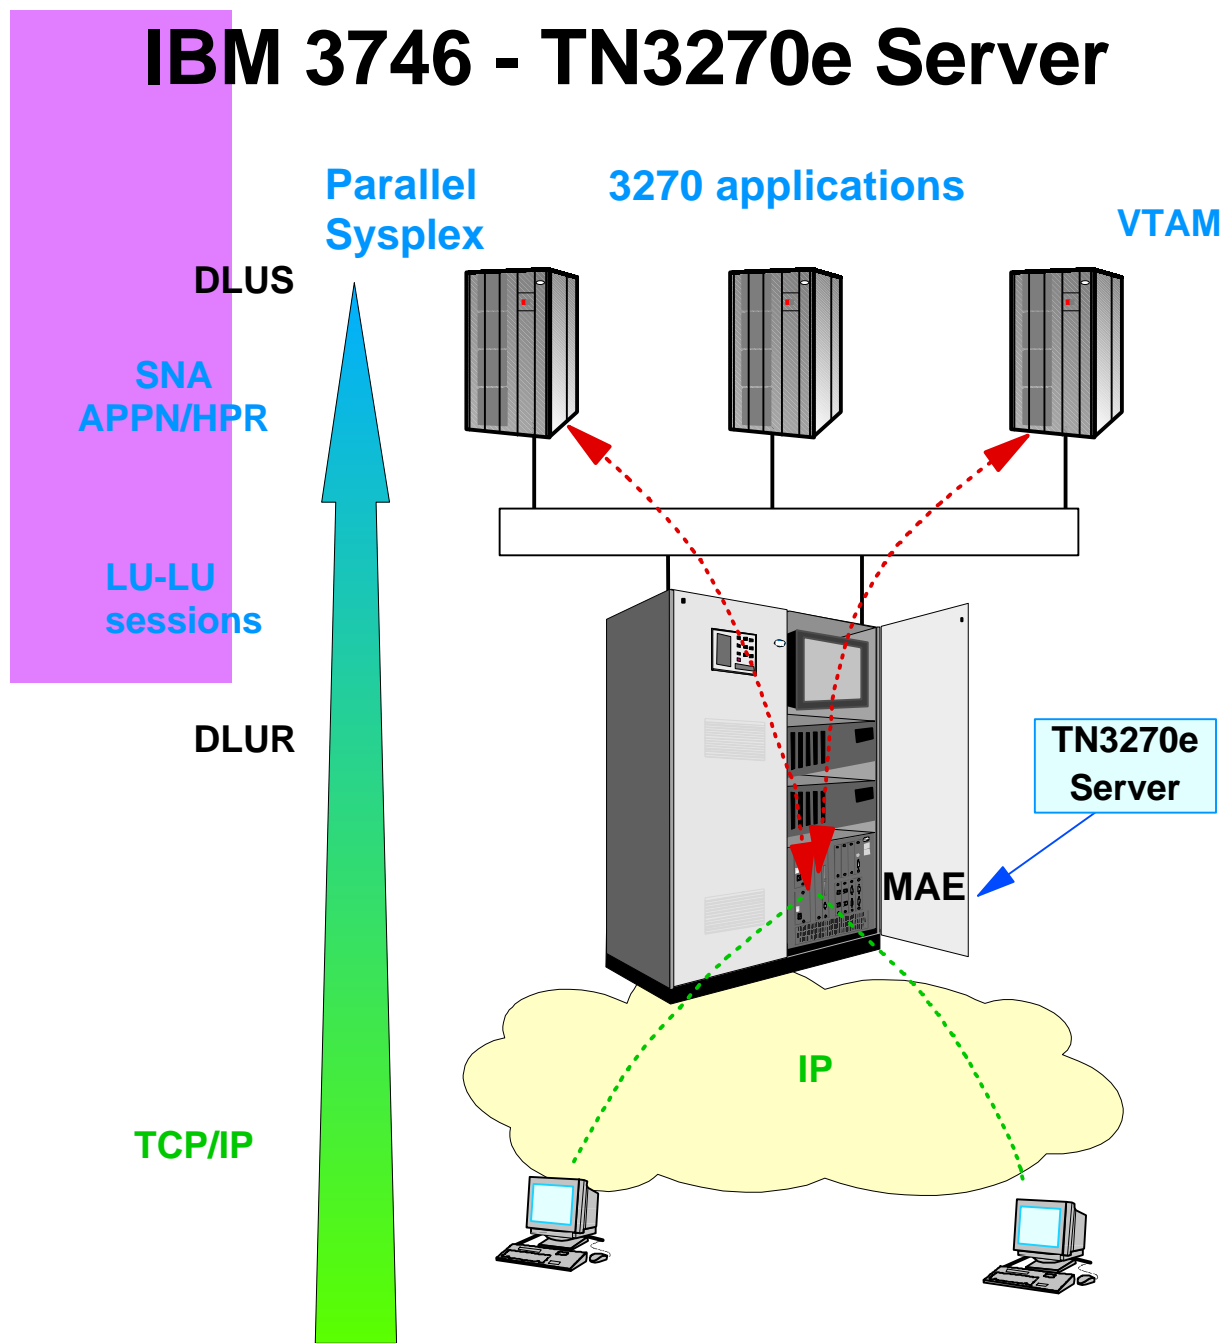 IBM 3746 - TN3270e Server
Parallel
Sysplex
3270 applications
VTAM
DLUS
SNA
APPN/HPR
LU-LU
sessions
DLUR
TN3270e
Server
MAE
IP
TCP/IP